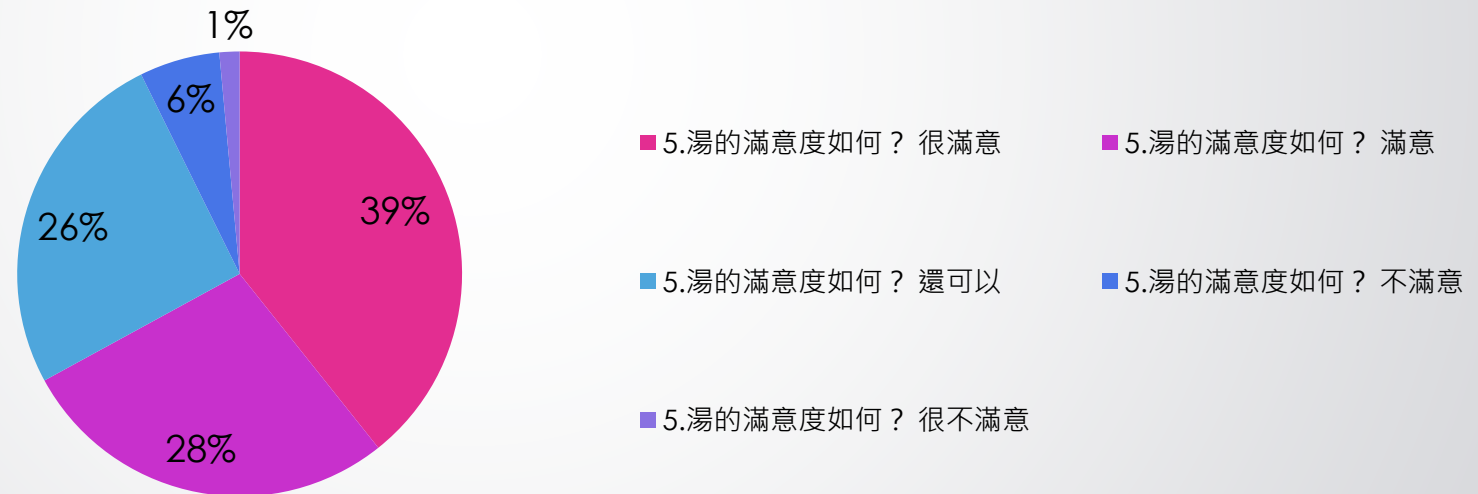 1%
6%
39%
26%
28%
5.湯的滿意度如何？ 很滿意
5.湯的滿意度如何？ 滿意
5.湯的滿意度如何？ 還可以
5.湯的滿意度如何？ 不滿意
5.湯的滿意度如何？ 很不滿意